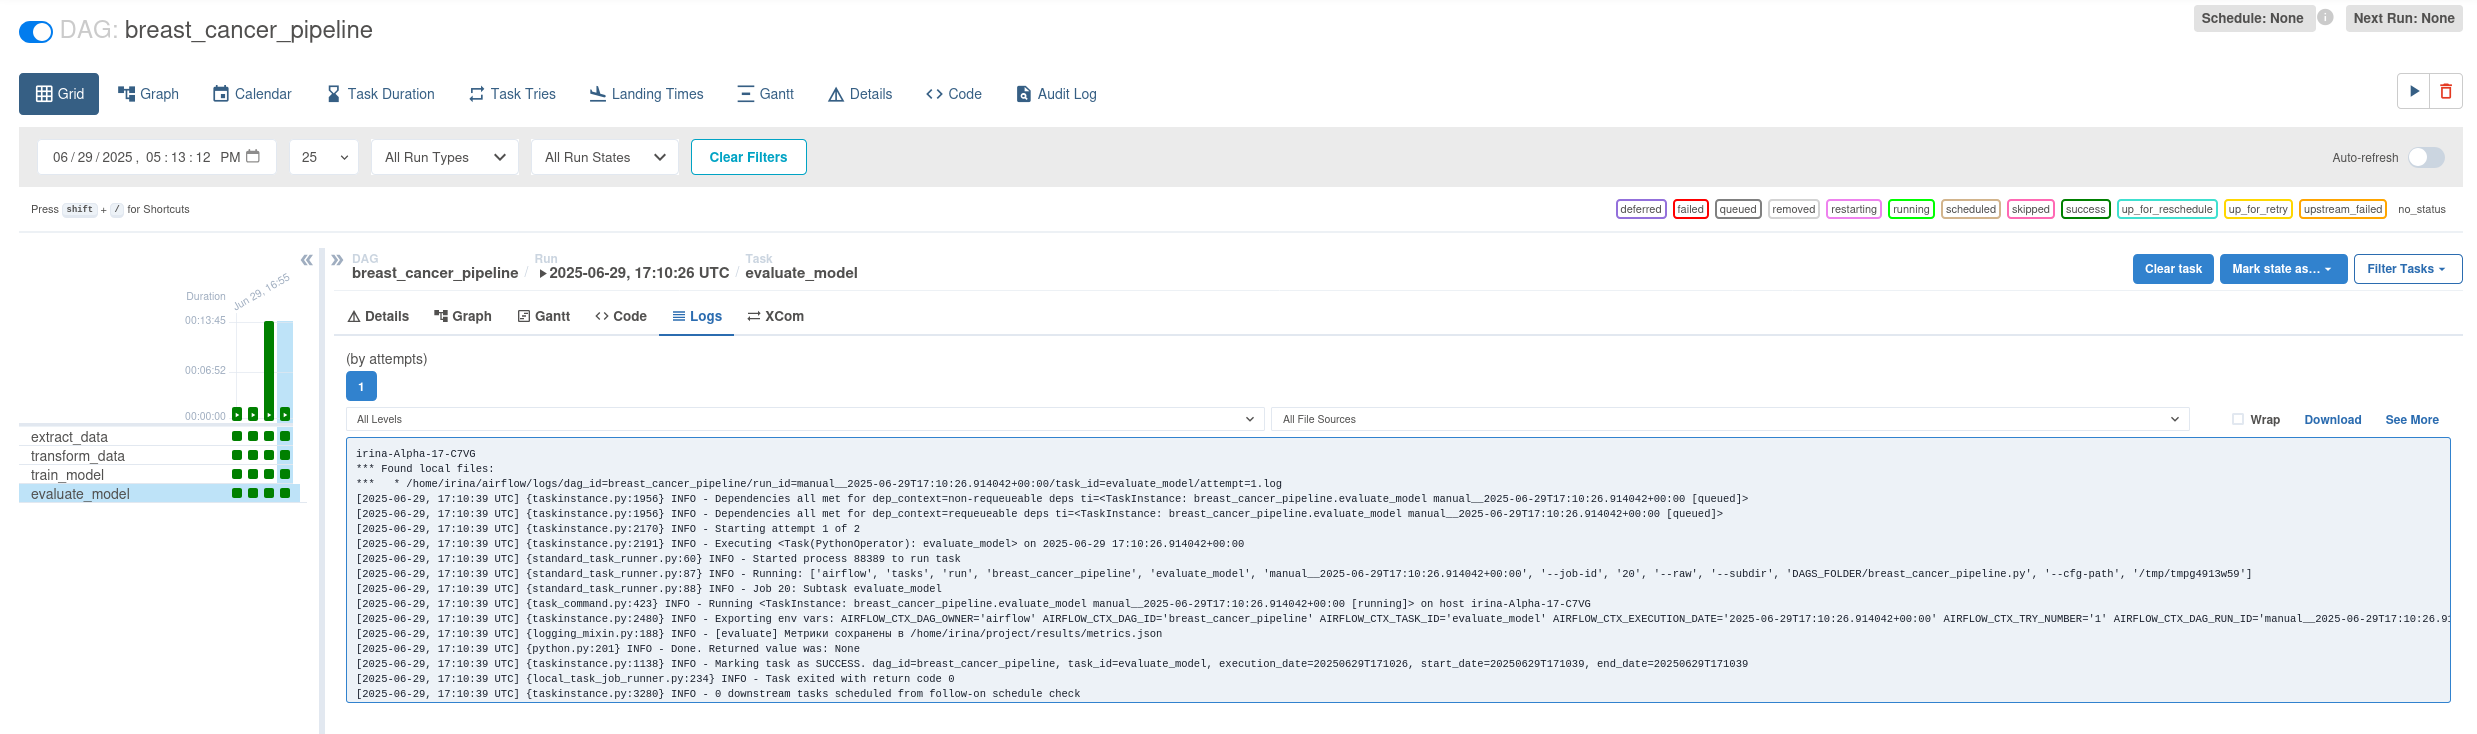 DAG: breast_cancer_pipeline
Schedule: None
Next Run: None
Grid
Graph
Calendar
Task Duration
Task Tries
Landing Times
Gantt
Details
Code
Audit Log
06 / 29 / 2025 , 05 : 13 : 12 PM
25
All Run Types
All Run States
Clear Filters
Auto-refresh
Press shift + / for Shortcuts
deferred
failed
queued
removed
restarting
running
scheduled
skipped
success
up_for_reschedule
up_for_retry
upstream_failed
no_status
Duration
Jun 29, 16:55
00:13:45
00:06:52
00:00:00
extract_data
transform_data
train_model
evaluate_model
DAG
breast_cancer_pipeline
/
Run
2025-06-29, 17:10:26 UTC
/
Task
evaluate_model
Clear task
Mark state as...
Filter Tasks
Details
Graph
Gantt
Code
Logs
XCom
(by attempts)
1
All Levels
All File Sources
Wrap
Download
See More
irina-Alpha-17-C7VG
*** Found local files:
***   * /home/irina/airflow/logs/dag_id=breast_cancer_pipeline/run_id=manual__2025-06-29T17:10:26.914042+00:00/task_id=evaluate_model/attempt=1.log
[2025-06-29, 17:10:39 UTC] {taskinstance.py:1956} INFO - Dependencies all met for dep_context=non-requeueable deps ti=<TaskInstance: breast_cancer_pipeline.evaluate_model manual__2025-06-29T17:10:26.914042+00:00 [queued]>
[2025-06-29, 17:10:39 UTC] {taskinstance.py:1956} INFO - Dependencies all met for dep_context=requeueable deps ti=<TaskInstance: breast_cancer_pipeline.evaluate_model manual__2025-06-29T17:10:26.914042+00:00 [queued]>
[2025-06-29, 17:10:39 UTC] {taskinstance.py:2170} INFO - Starting attempt 1 of 2
[2025-06-29, 17:10:39 UTC] {taskinstance.py:2191} INFO - Executing <Task(PythonOperator): evaluate_model> on 2025-06-29 17:10:26.914042+00:00
[2025-06-29, 17:10:39 UTC] {standard_task_runner.py:60} INFO - Started process 88389 to run task
[2025-06-29, 17:10:39 UTC] {standard_task_runner.py:87} INFO - Running: ['airflow', 'tasks', 'run', 'breast_cancer_pipeline', 'evaluate_model', 'manual__2025-06-29T17:10:26.914042+00:00', '--job-id', '20', '--raw', '--subdir', 'DAGS_FOLDER/breast_cancer_pipeline.py', '--cfg-path', '/tmp/tmpg4913w59']
[2025-06-29, 17:10:39 UTC] {standard_task_runner.py:88} INFO - Job 20: Subtask evaluate_model
[2025-06-29, 17:10:39 UTC] {task_command.py:423} INFO - Running <TaskInstance: breast_cancer_pipeline.evaluate_model manual__2025-06-29T17:10:26.914042+00:00 [running]> on host irina-Alpha-17-C7VG
[2025-06-29, 17:10:39 UTC] {taskinstance.py:2480} INFO - Exporting env vars: AIRFLOW_CTX_DAG_OWNER='airflow' AIRFLOW_CTX_DAG_ID='breast_cancer_pipeline' AIRFLOW_CTX_TASK_ID='evaluate_model' AIRFLOW_CTX_EXECUTION_DATE='2025-06-29T17:10:26.914042+00:00' AIRFLOW_CTX_TRY_NUMBER='1' AIRFLOW_CTX_DAG_RUN_ID='manual__2025-06-29T17:10:26.91
[2025-06-29, 17:10:39 UTC] {logging_mixin.py:188} INFO - [evaluate] Метрики сохранены в /home/irina/project/results/metrics.json
[2025-06-29, 17:10:39 UTC] {python.py:201} INFO - Done. Returned value was: None
[2025-06-29, 17:10:39 UTC] {taskinstance.py:1138} INFO - Marking task as SUCCESS. dag_id=breast_cancer_pipeline, task_id=evaluate_model, execution_date=20250629T171026, start_date=20250629T171039, end_date=20250629T171039
[2025-06-29, 17:10:39 UTC] {local_task_job_runner.py:234} INFO - Task exited with return code 0
[2025-06-29, 17:10:39 UTC] {taskinstance.py:3280} INFO - 0 downstream tasks scheduled from follow-on schedule check